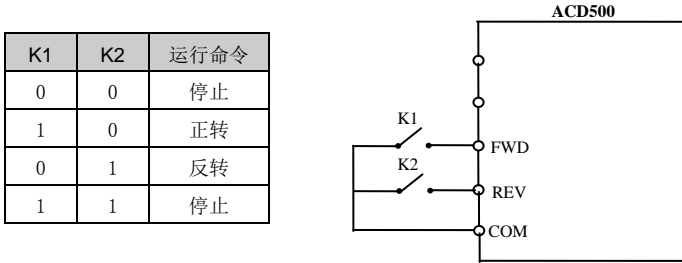 K1 K2 运行命令
0 0 停止
1 0 正转
0 1 反转
1 1 停止
ACD500
K1
FWD
K2
REV
COM